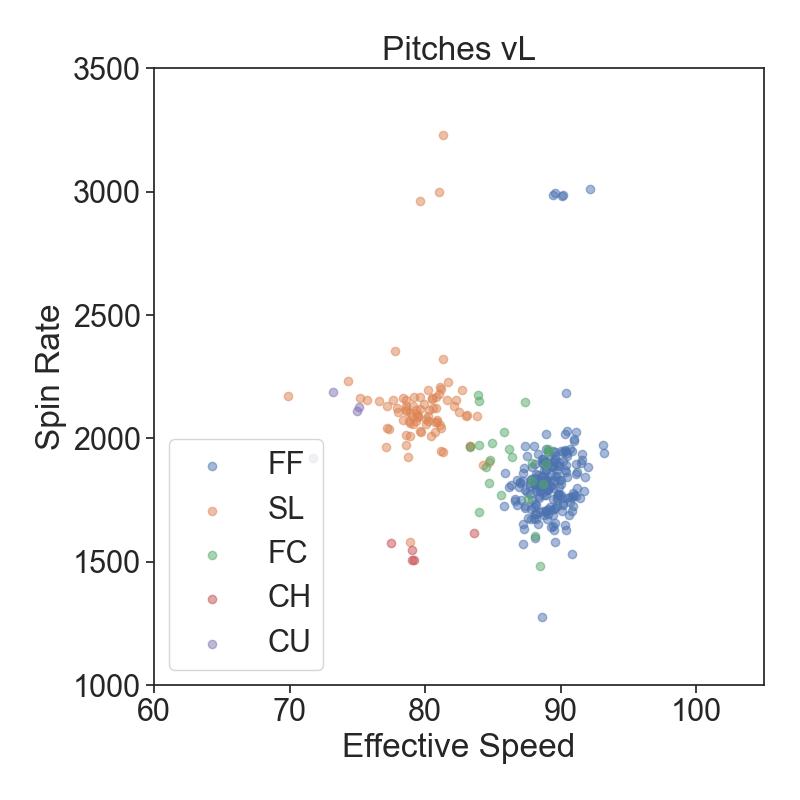 Pitches vL
3500
3000
2500
2000
1500
1000
Spin Rate
FF
SL
FC
CH
CU
60 70 80 90 100
Effective Speed